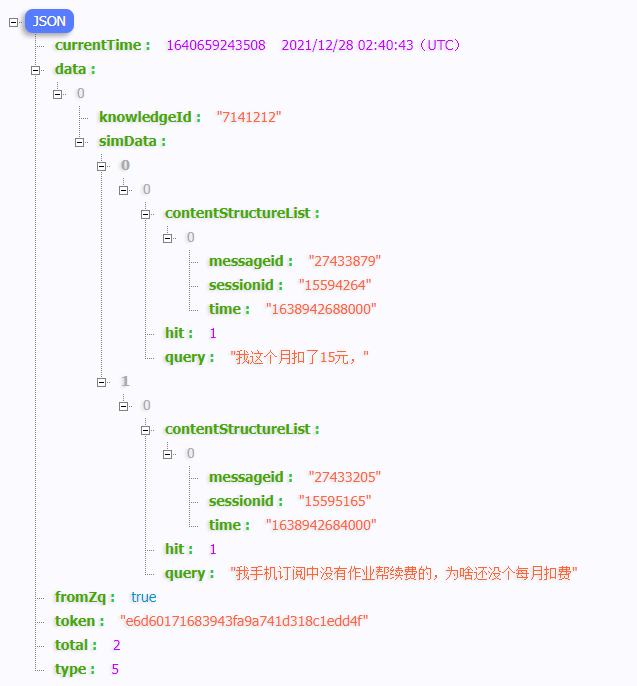 JSON
currentTime : 1640659243508 2021/12/28 02:40:43（UTC）
data :
0
knowledgeId : "7141212"
simData :
0
0
contentStructureList :
0
messageid : "27433879"
sessionid : "15594264"
time : "1638942688000"
hit : 1
query : "我这个月扣了15元，"
1
0
contentStructureList :
0
messageid : "27433205"
sessionid : "15595165"
time : "1638942684000"
hit : 1
query : "我手机订阅中没有作业帮续费的，为啥还没个每月扣费"
fromZq : true
token : "e6d60171683943fa9a741d318c1edd4f"
total : 2
type : 5